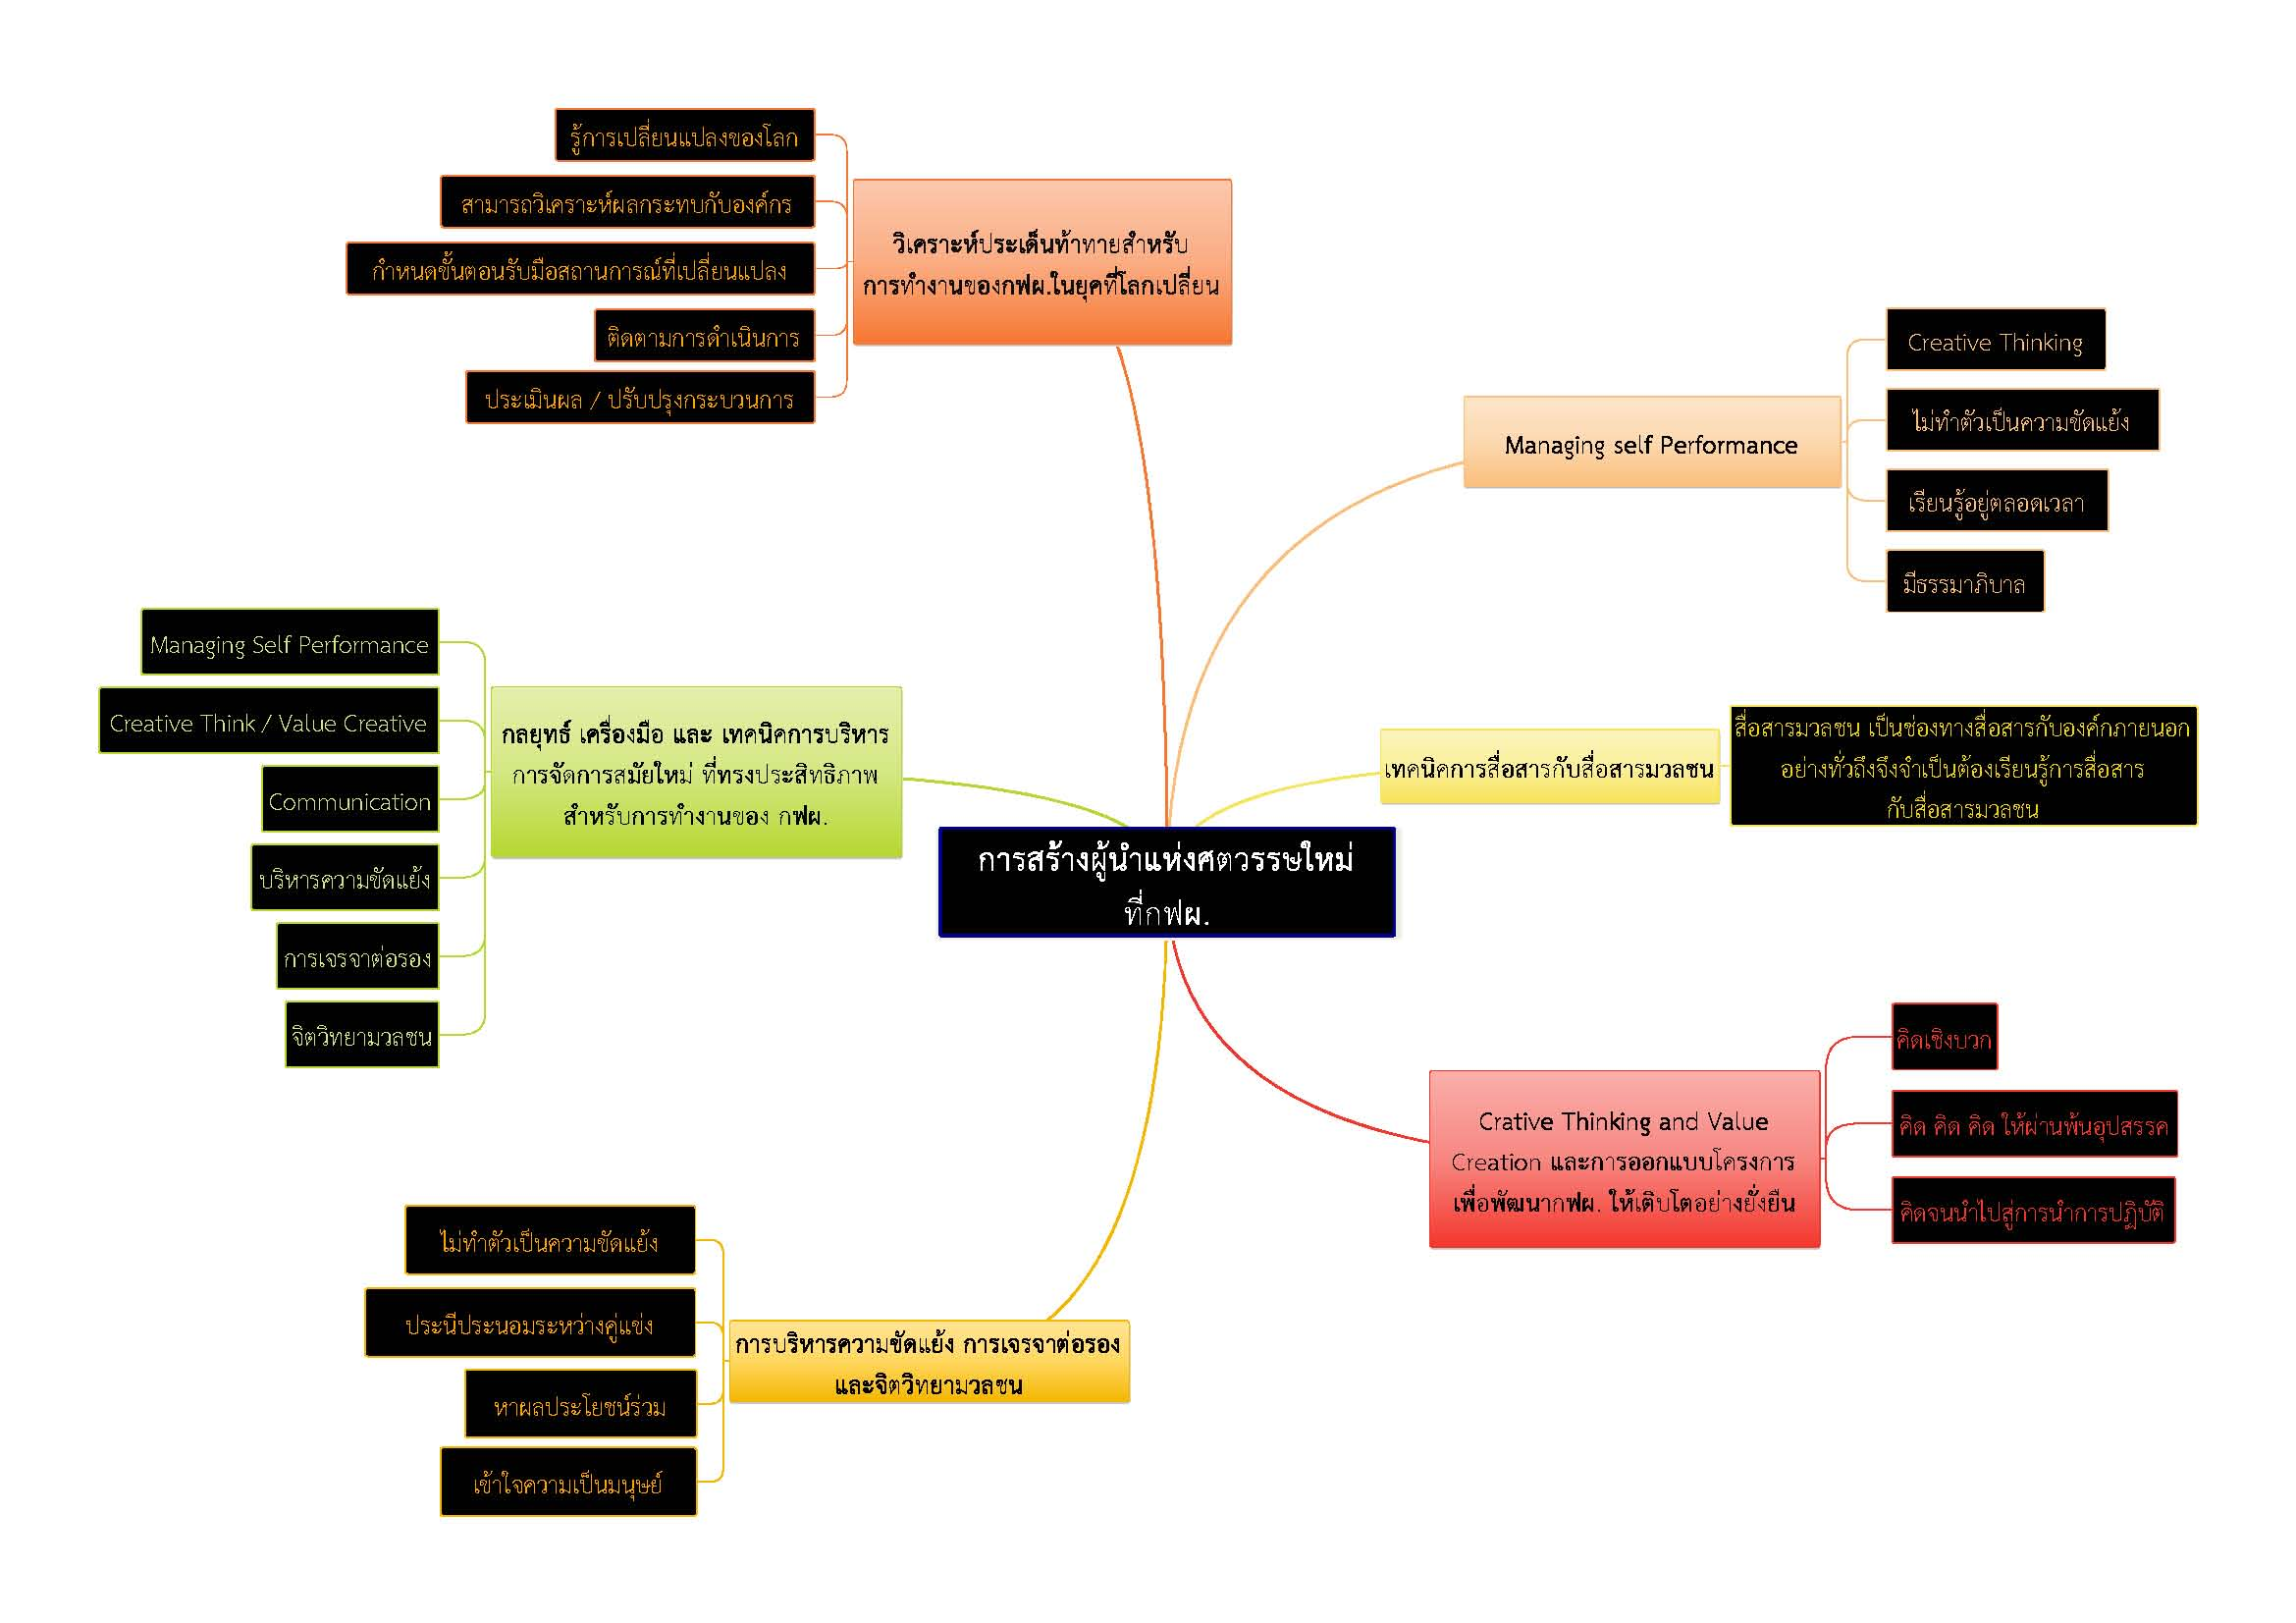 รู้การเปลี่ยนแปลงของโลก
สามารถวิเคราะห์ผลกระทบกับองค์กร
กำหนดขั้นตอนรับมือสถานการณ์ที่เปลี่ยนแปลง
ติดตามการดำเนินการ
ประเมินผล / ปรับปรุงกระบวนการ
วิเคราะห์ประเด็นท้าทายสำหรับ
การทำงานของกฟผ.ในยุคที่โลกเปลี่ยน
Managing self Performance
Creative Thinking
ไม่ทำตัวเป็นความขัดแย้ง
เรียนรู้อยู่ตลอดเวลา
มีธรรมาภิบาล
Managing Self Performance
Creative Think / Value Creative
Communication
บริหารความขัดแย้ง
การเจรจาต่อรอง
จิตวิทยามวลชน
กลยุทธ์ เครื่องมือ และ เทคนิคการบริหาร
การจัดการสมัยใหม่ ที่ทรงประสิทธิภาพ
สำหรับการทำงานของ กฟผ.
เทคนิคการสื่อสารกับสื่อสารมวลชน
สื่อสารมวลชน เป็นช่องทางสื่อสารกับองค์กภายนอก
อย่างทั่วถึงจึงจำเป็นต้องเรียนรู้การสื่อสาร
กับสื่อสารมวลชน
การสร้างผู้นำแห่งศตวรรษใหม่
ที่กฟผ.
Crative Thinking and Value
Creation และการออกแบบโครงการ
เพื่อพัฒนากฟผ. ให้เติบโตอย่างยั่งยืน
คิดเชิงบวก
คิด คิด คิด ให้ผ่านพ้นอุปสรรค
คิดจนนำไปสู่การนำการปฏิบัติ
ไม่ทำตัวเป็นความขัดแย้ง
ประนีประนอมระหว่างคู่แข่ง
หาผลประโยชน์ร่วม
เข้าใจความเป็นมนุษย์
การบริหารความขัดแย้ง การเจรจาต่อรอง
และจิตวิทยามวลชน